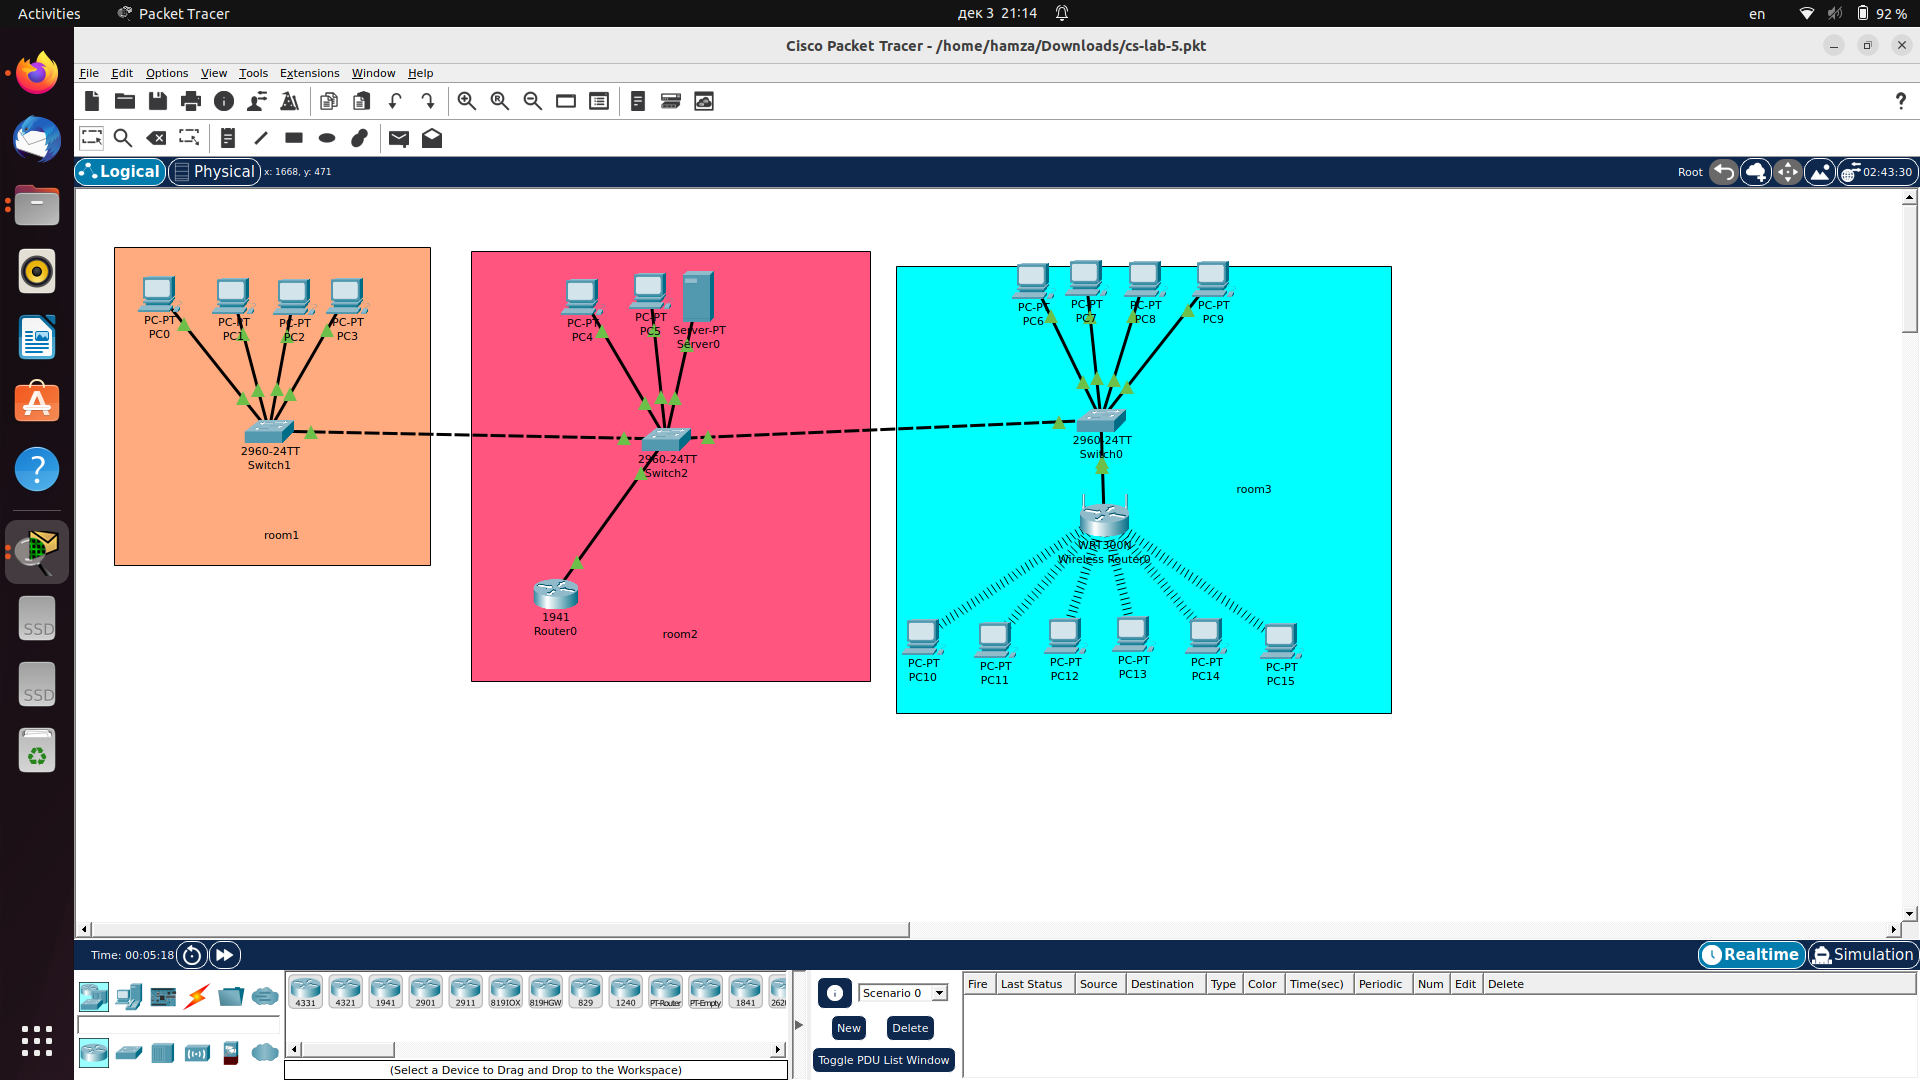 Activities
Packet Tracer
дек 3 21:14
en
92 %
Cisco Packet Tracer - /home/hamza/Downloads/cs-lab-5.pkt
File Edit Options View Tools Extensions Window Help
?
Logical
Physical
x: 1668, y: 471
Root
02:43:30
PC-PT
PC0
PC-PT
PC1
PC-PT
PC2
PC-PT
PC3
2960-24TT
Switch1
room1
PC-PT
PC4
PC-PT
PC5
Server-PT
Server0
2960-24TT
Switch2
1941
Router0
room2
PC-PT
PC6
PC-PT
PC7
PC-PT
PC8
PC-PT
PC9
2960-24TT
Switch0
room3
WRT300N
Wireless Router0
PC-PT
PC10
PC-PT
PC11
PC-PT
PC12
PC-PT
PC13
PC-PT
PC14
PC-PT
PC15
SSD
SSD
Time: 00:05:18
Realtime
Simulation
4331 4321 1941 2901 2911 819IOX 819HGW 829 1240 PT-Router PT-Empty 1841 262
(Select a Device to Drag and Drop to the Workspace)
Scenario 0
New
Delete
Toggle PDU List Window
Fire Last Status Source Destination Type Color Time(sec) Periodic Num Edit Delete